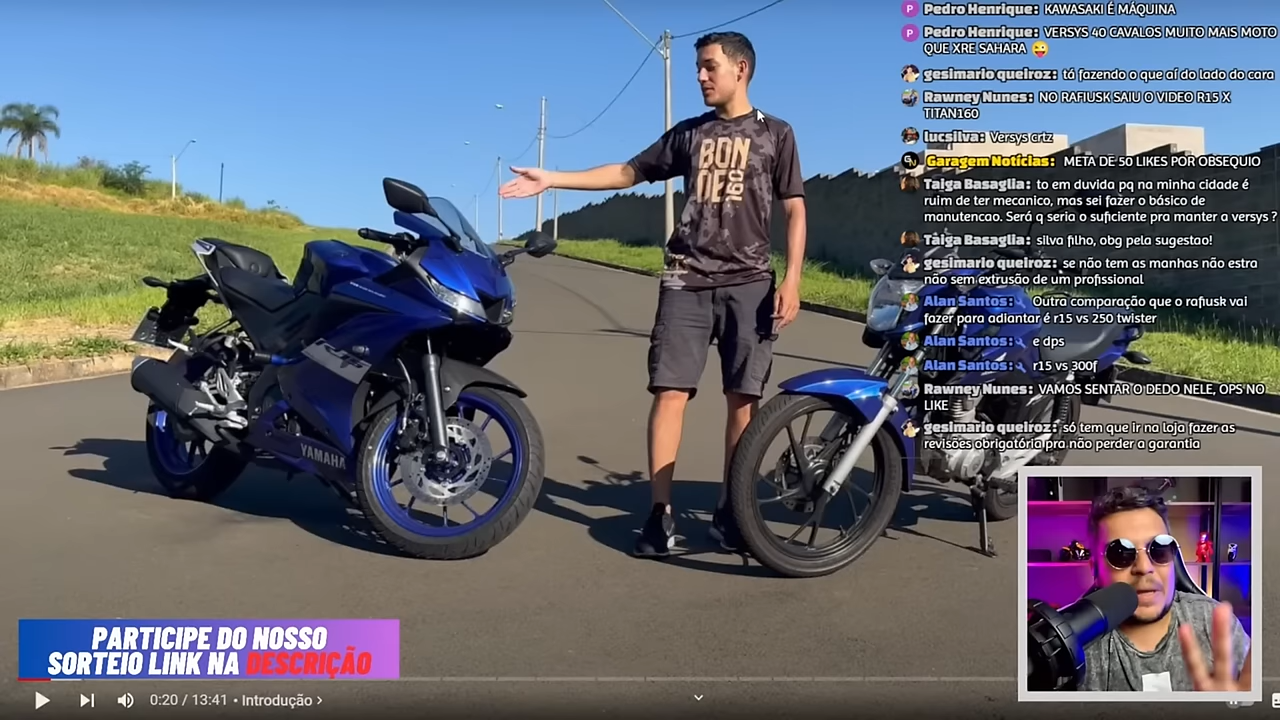 Pedro Henrique: KAWASAKI É MÁQUINA
Pedro Henrique: VERSYS 40 CAVALOS MUITO MAIS MOTO
QUE XRE SAHARA 😜
gesimario queiroz: tá fazendo o que aí do lado do cara
Rawney Nunes: NO RAFIUSK SAIU O VIDEO R15 X
TITAN160
lucsilva: Versys crtz
Garagem Notícias: META DE 50 LIKES POR OBSEQUIO
Taiga Basaglia: to em duvida pq na minha cidade é
ruim de ter mecanico, mas sei fazer o básico de
manutencao. Será q seria o suficiente pra manter a versys ?
Taiga Basaglia: silva filho, obg pela sugestao!
gesimario queiroz: se não tem as manhas não estra
não sem extrusão de um profissional
Alan Santos: Outra comparação que o rafiusk vai
fazer para adiantar é r15 vs 250 twister
Alan Santos: e dps
Alan Santos: r15 vs 300f
Rawney Nunes: VAMOS SENTAR O DEDO NELE, OPS NO
LIKE
gesimario queiroz: só tem que ir na loja fazer as
revisões obrigatória pra não perder a garantia
BON
DE160
YAMAHA
PARTICIPE DO NOSSO
SORTEIO LINK NA DESCRIÇÃO
0:20 / 13:41 • Introdução >